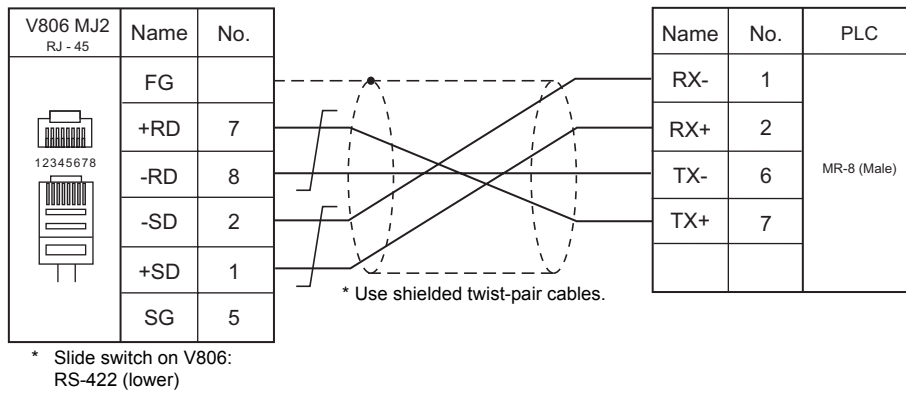 V806 MJ2 Name No.
RJ - 45
FG
+RD 7
-RD 8
-SD 2
+SD 1
SG 5
12345678
Name No. PLC
RX- 1
RX+ 2
TX- 6
TX+ 7
MR-8 (Male)
* Use shielded twist-pair cables.
* Slide switch on V806:
RS-422 (lower)